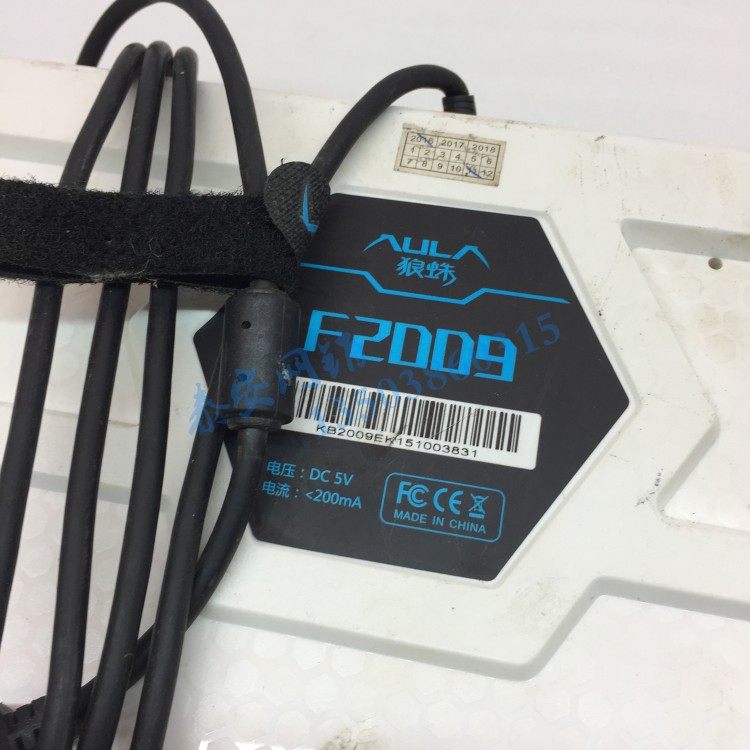 2016 2017 2018
1 2 3 4 5 6
7 8 9 10 11 12
AULA
狼蛛
F2009
KB2009EK151003831
电压：DC 5V
电流：<200mA
FC CE
MADE IN CHINA